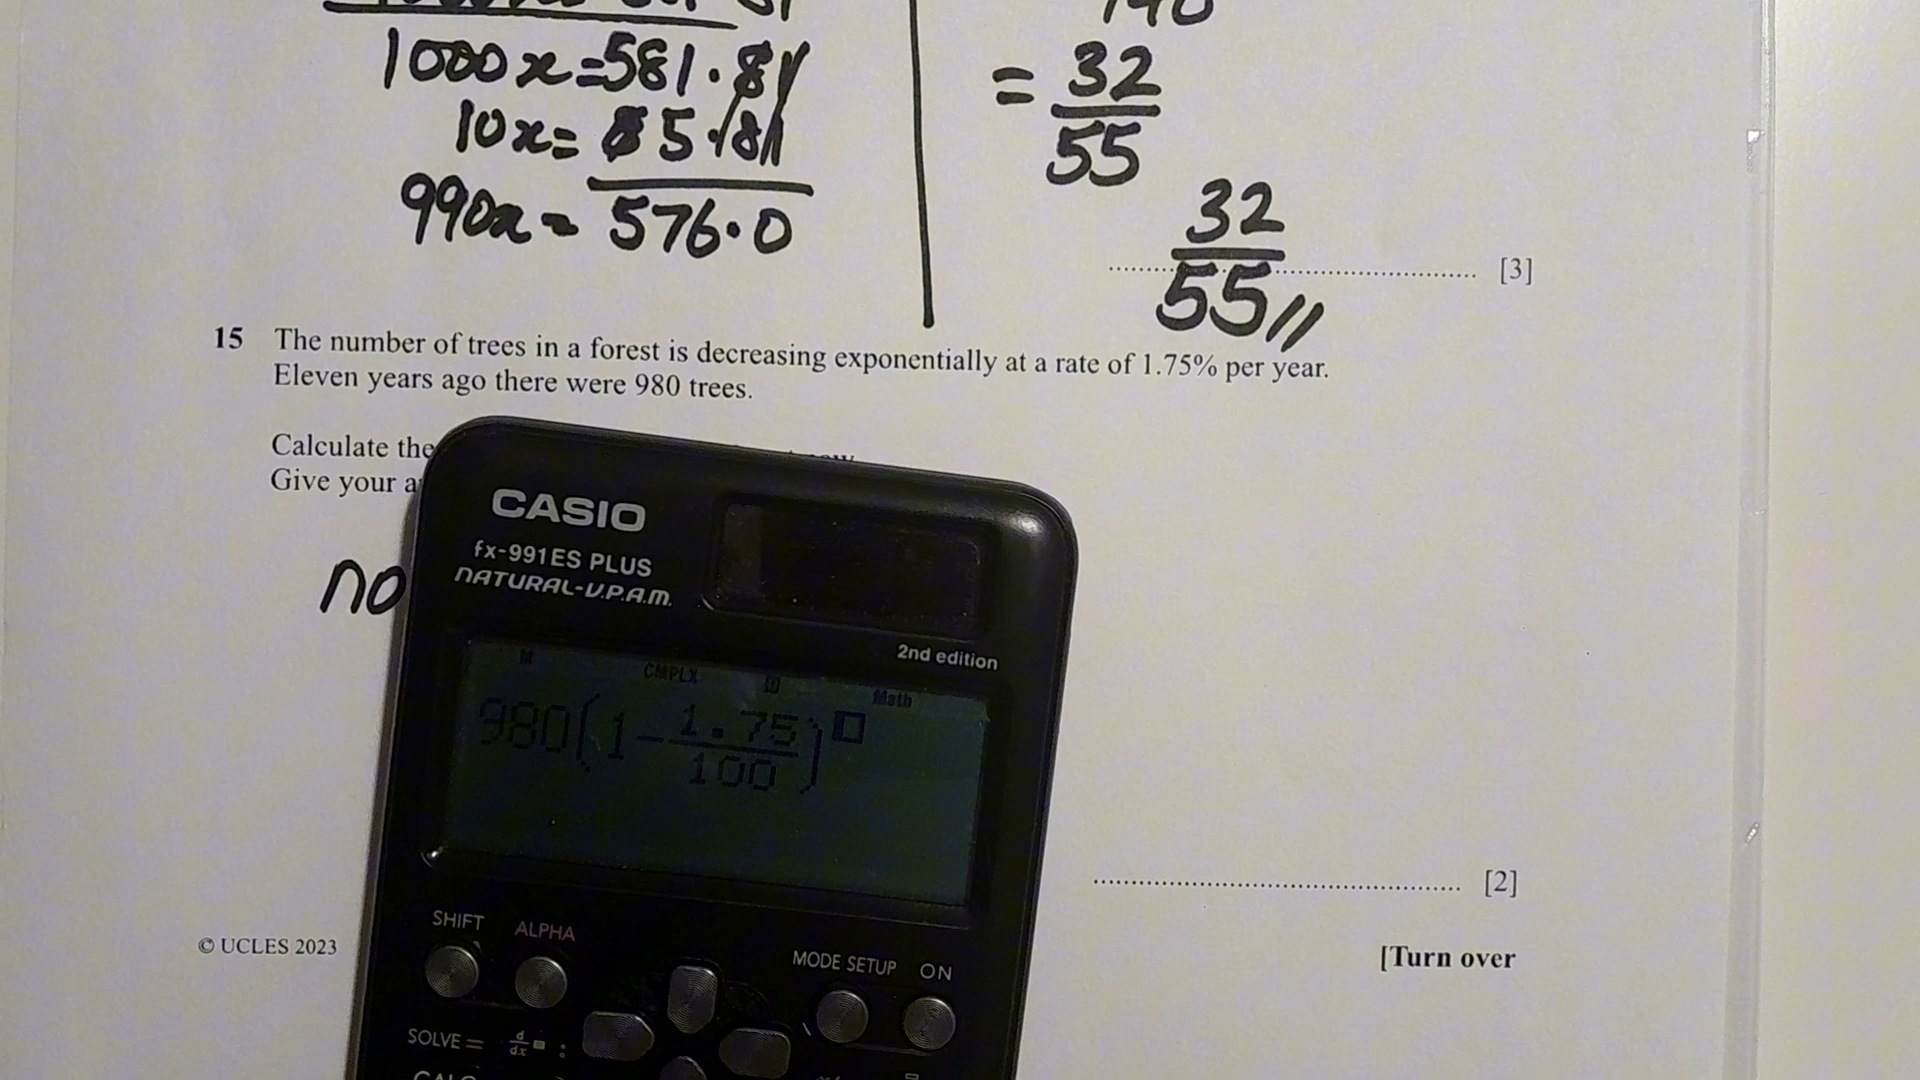 1000x=581.81
= 32
55
10x= 5.81
990x= 576.0
32
55//
[3]
15 The number of trees in a forest is decreasing exponentially at a rate of 1.75% per year.
Eleven years ago there were 980 trees.
Calculate the
Give your a
no
CASIO
fx-991ES PLUS
NATURAL-V.P.A.M.
2nd edition
M CMPLX D Math
980(1-1.75/100)□
[2]
SHIFT ALPHA
MODE SETUP ON
© UCLES 2023
[Turn over
SOLVE = d/dx :
CALC